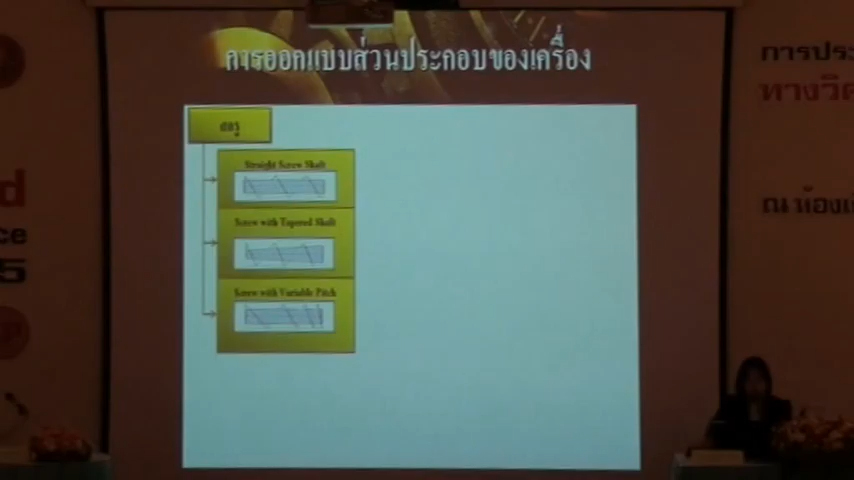 การออกแบบส่วนประกอบของเครื่อง
สกรู
Straight Screw Shaft
Screw with Tapered Shaft
Screw with Variable Pitch
การประ
ทางวิ
ณ ห้อง
d
ce
5